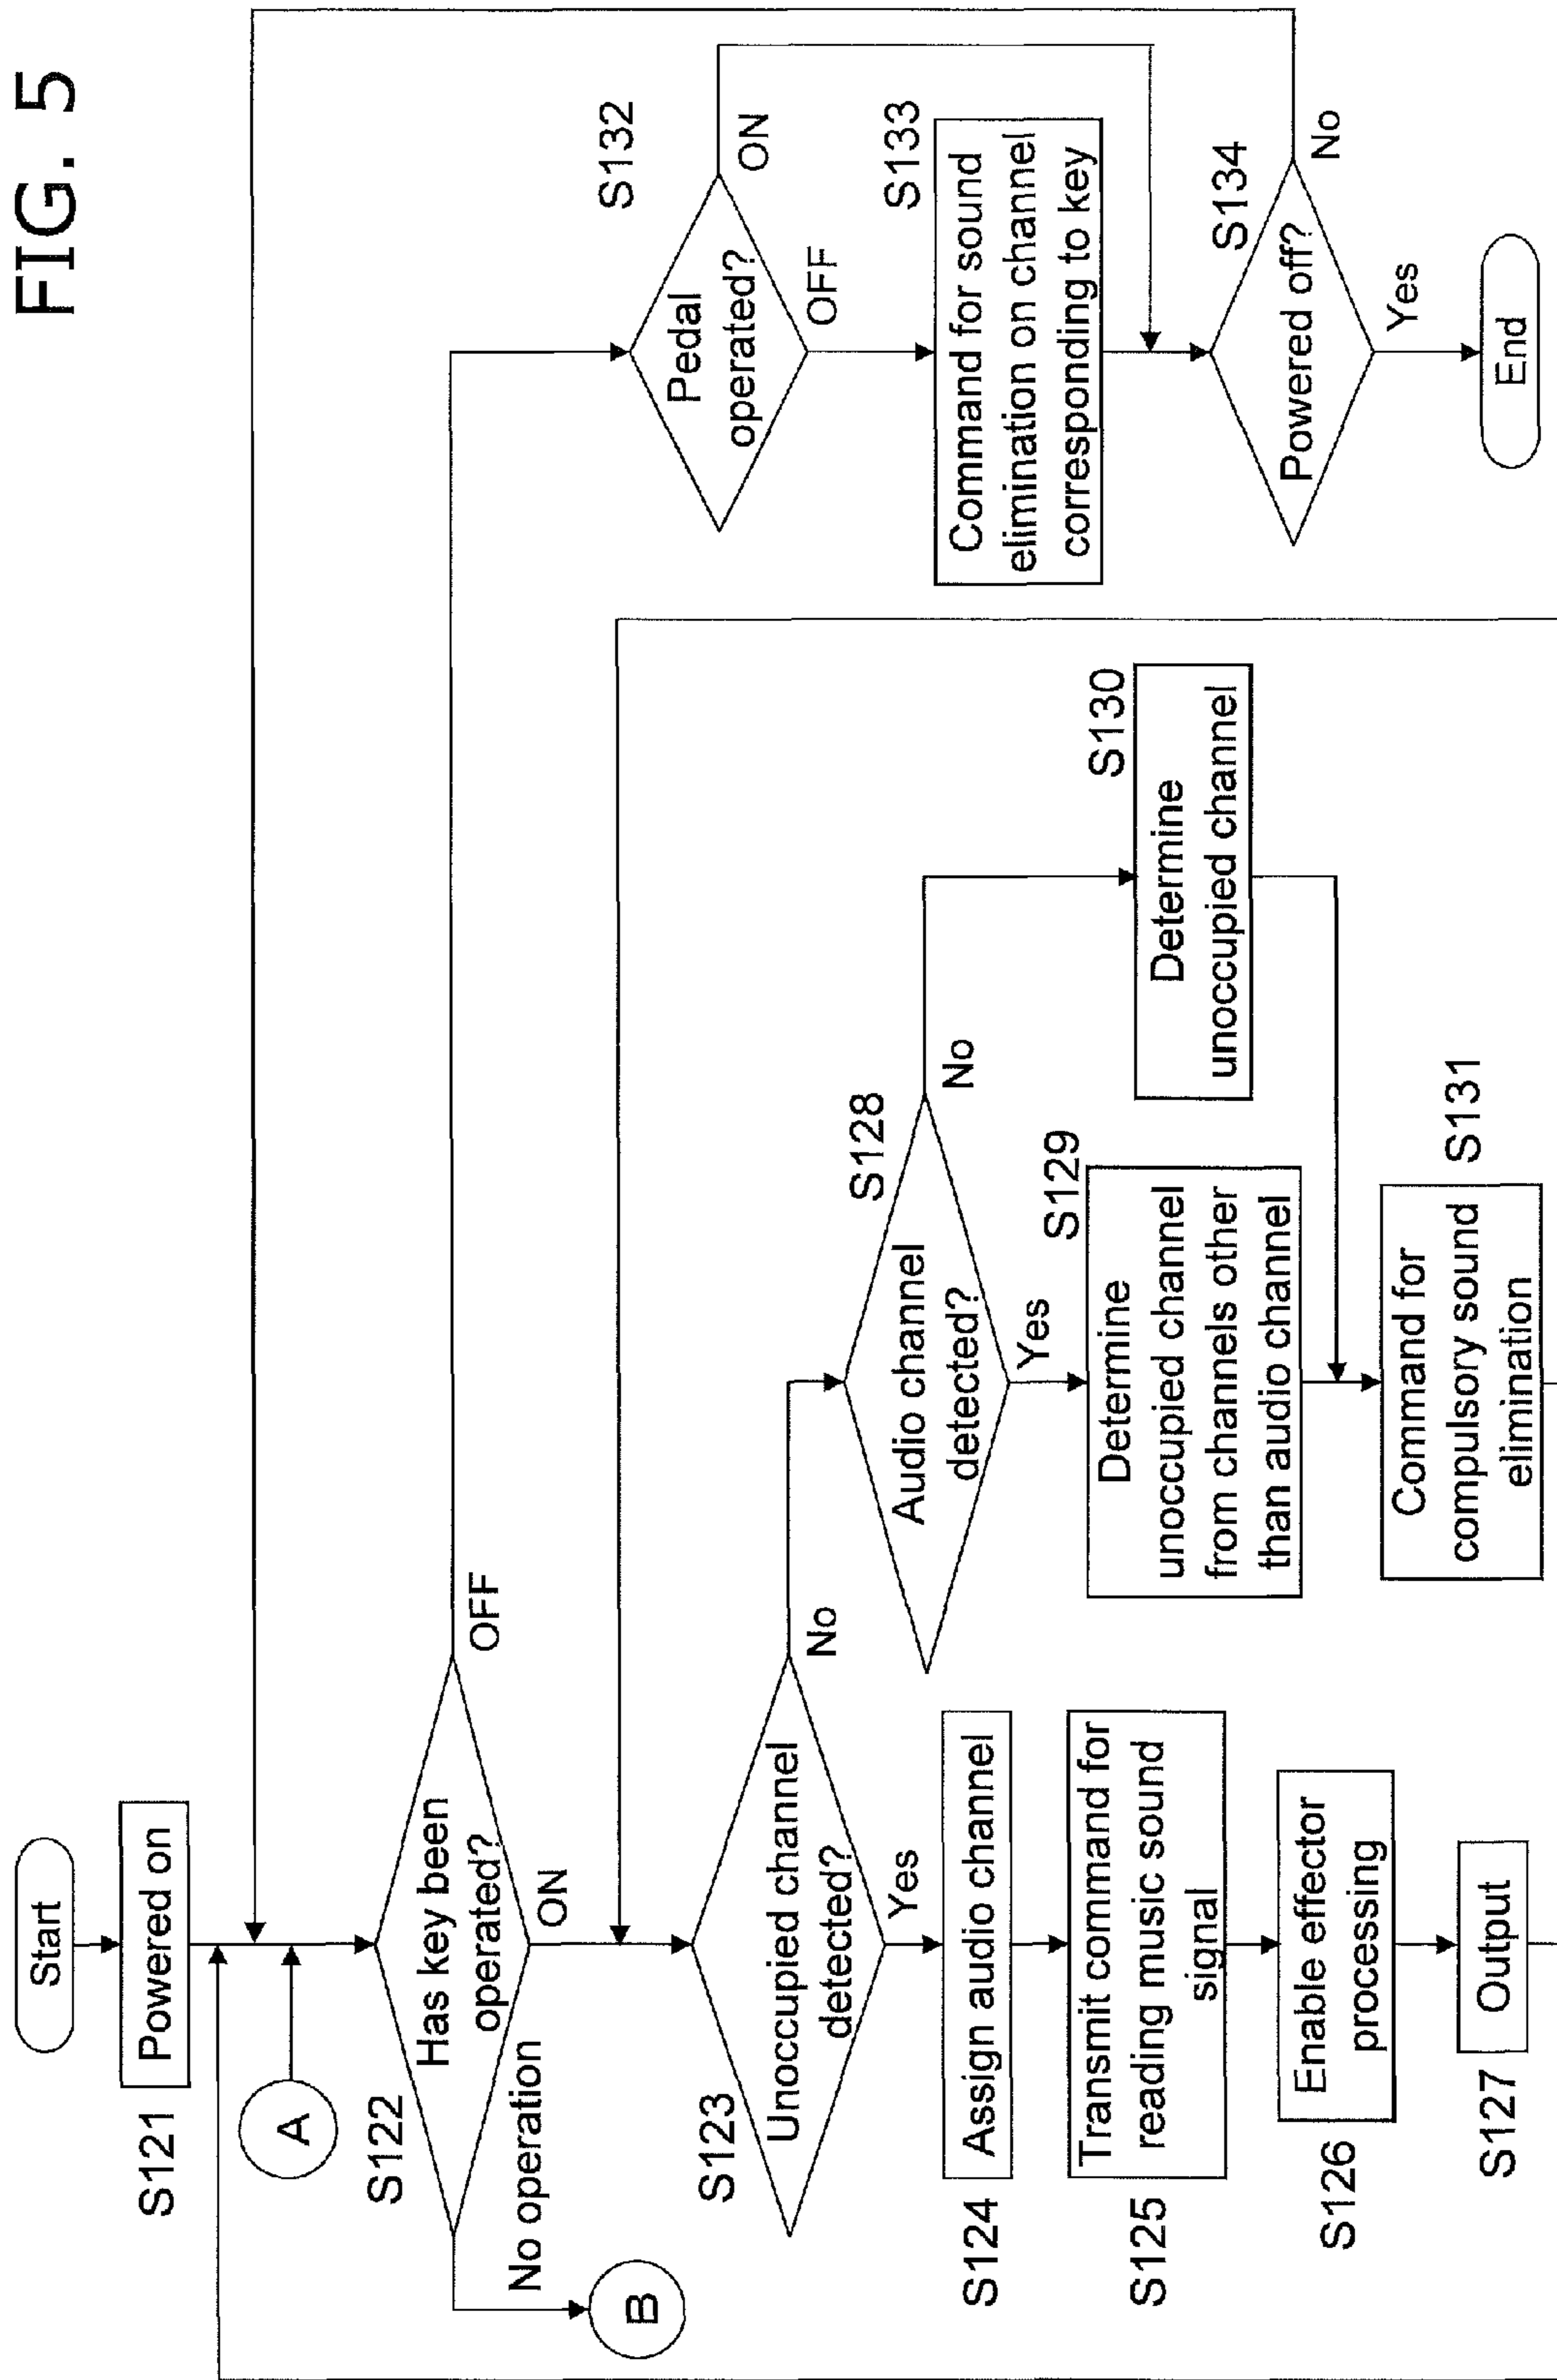 FIG. 5
Start
S121
Powered on
A
S122
Has key been
operated?
OFF
ON
No operation
B
S123
Unoccupied channel
detected?
No
Yes
S124
Assign audio channel
S125
Transmit command for
reading music sound
signal
S126
Enable effector
processing
S127
Output
S128
Audio channel
detected?
No
Yes
S129
Determine
unoccupied channel
from channels other
than audio channel
S130
Determine
unoccupied channel
S131
Command for
compulsory sound
elimination
S132
Pedal
operated?
ON
OFF
S133
Command for sound
elimination on channel
corresponding to key
S134
Powered off?
No
Yes
End